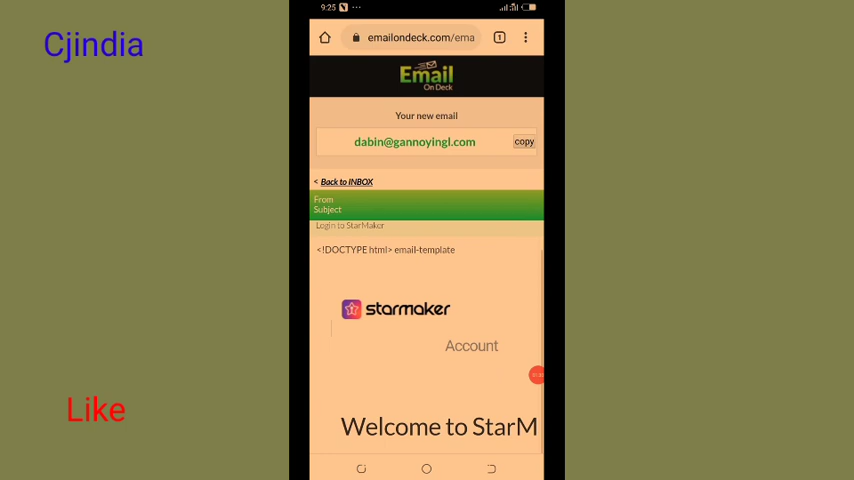 Cjindia
Like
9:25
emailondeck.com/ema
1
Email
On Deck
Your new email
dabin@gannoyingl.com
copy
< Back to INBOX
From
Subject
Login to StarMaker
<!DOCTYPE html> email-template
starmaker
Account
Welcome to StarM